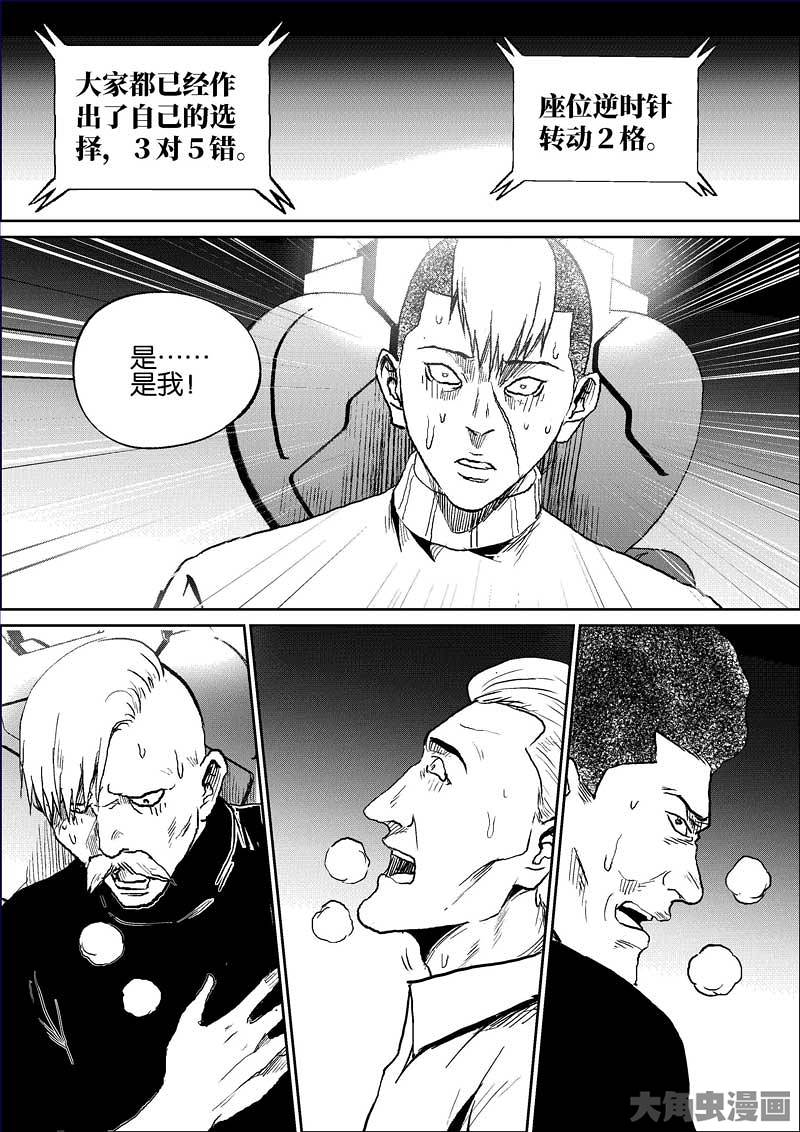 大家都已经作
出了自己的选
择，3对5错。
座位逆时针
转动2格。
是……
是我！
大角虫漫画